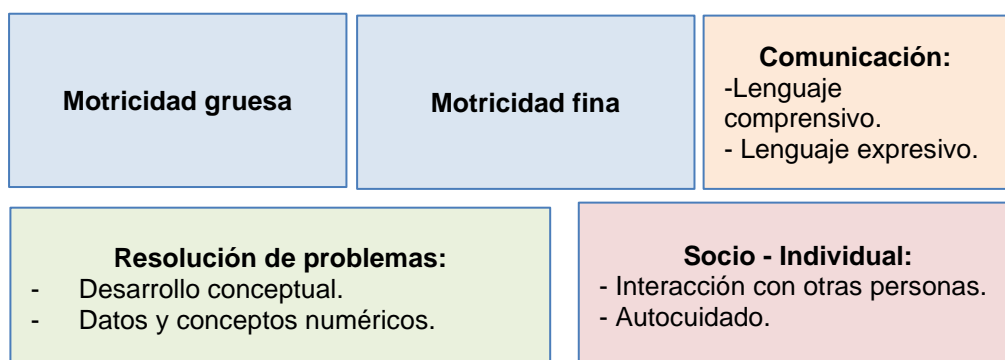 Motricidad gruesa
Motricidad fina
Comunicación:
-Lenguaje
comprensivo.
- Lenguaje expresivo.
Resolución de problemas:
- Desarrollo conceptual.
- Datos y conceptos numéricos.
Socio - Individual:
- Interacción con otras personas.
- Autocuidado.